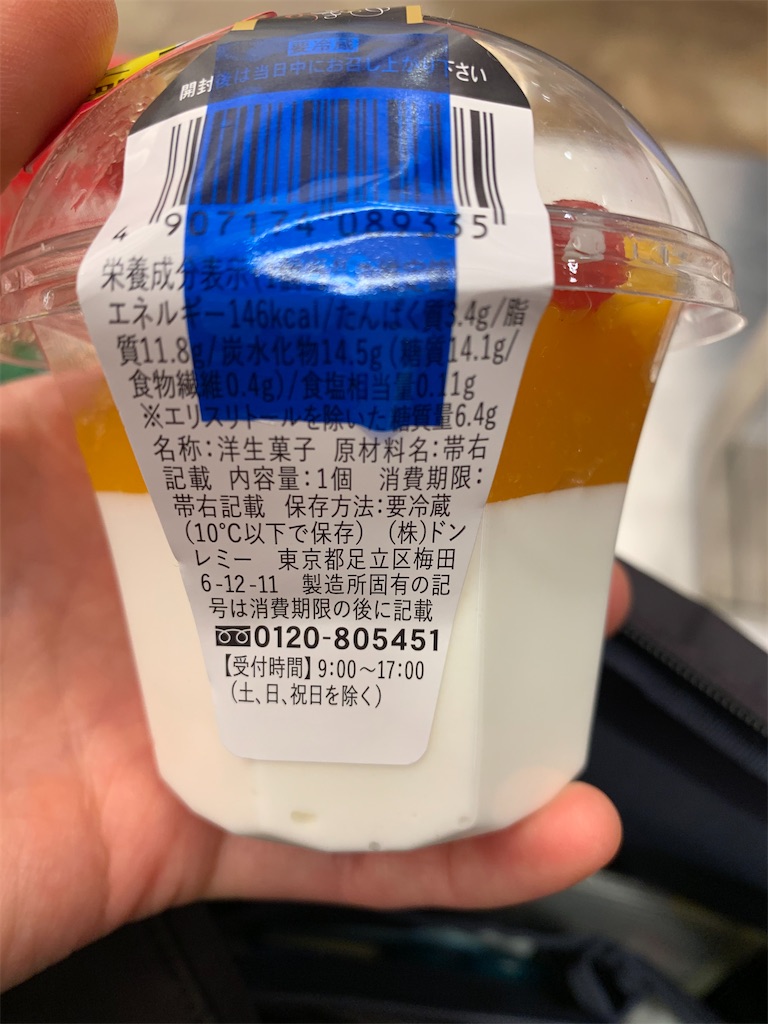 要冷蔵
開封後は当日中にお召し上がり下さい
4 907174 089335
栄養成分表示(1
エネルギー146kcal/たんぱく質3.4g/脂
質11.8g/炭水化物14.5g(糖質14.1g/
食物繊維0.4g)/食塩相当量0.11g
※エリスリトールを除いた糖質量6.4g
名称:洋生菓子 原材料名:帯右
記載 内容量:1個 消費期限:
帯右記載 保存方法:要冷蔵
(10℃以下で保存) (株)ドン
レミー 東京都足立区梅田
6-12-11 製造所固有の記
号は消費期限の後に記載
0120-805451
【受付時間】9:00~17:00
(土、日、祝日を除く)